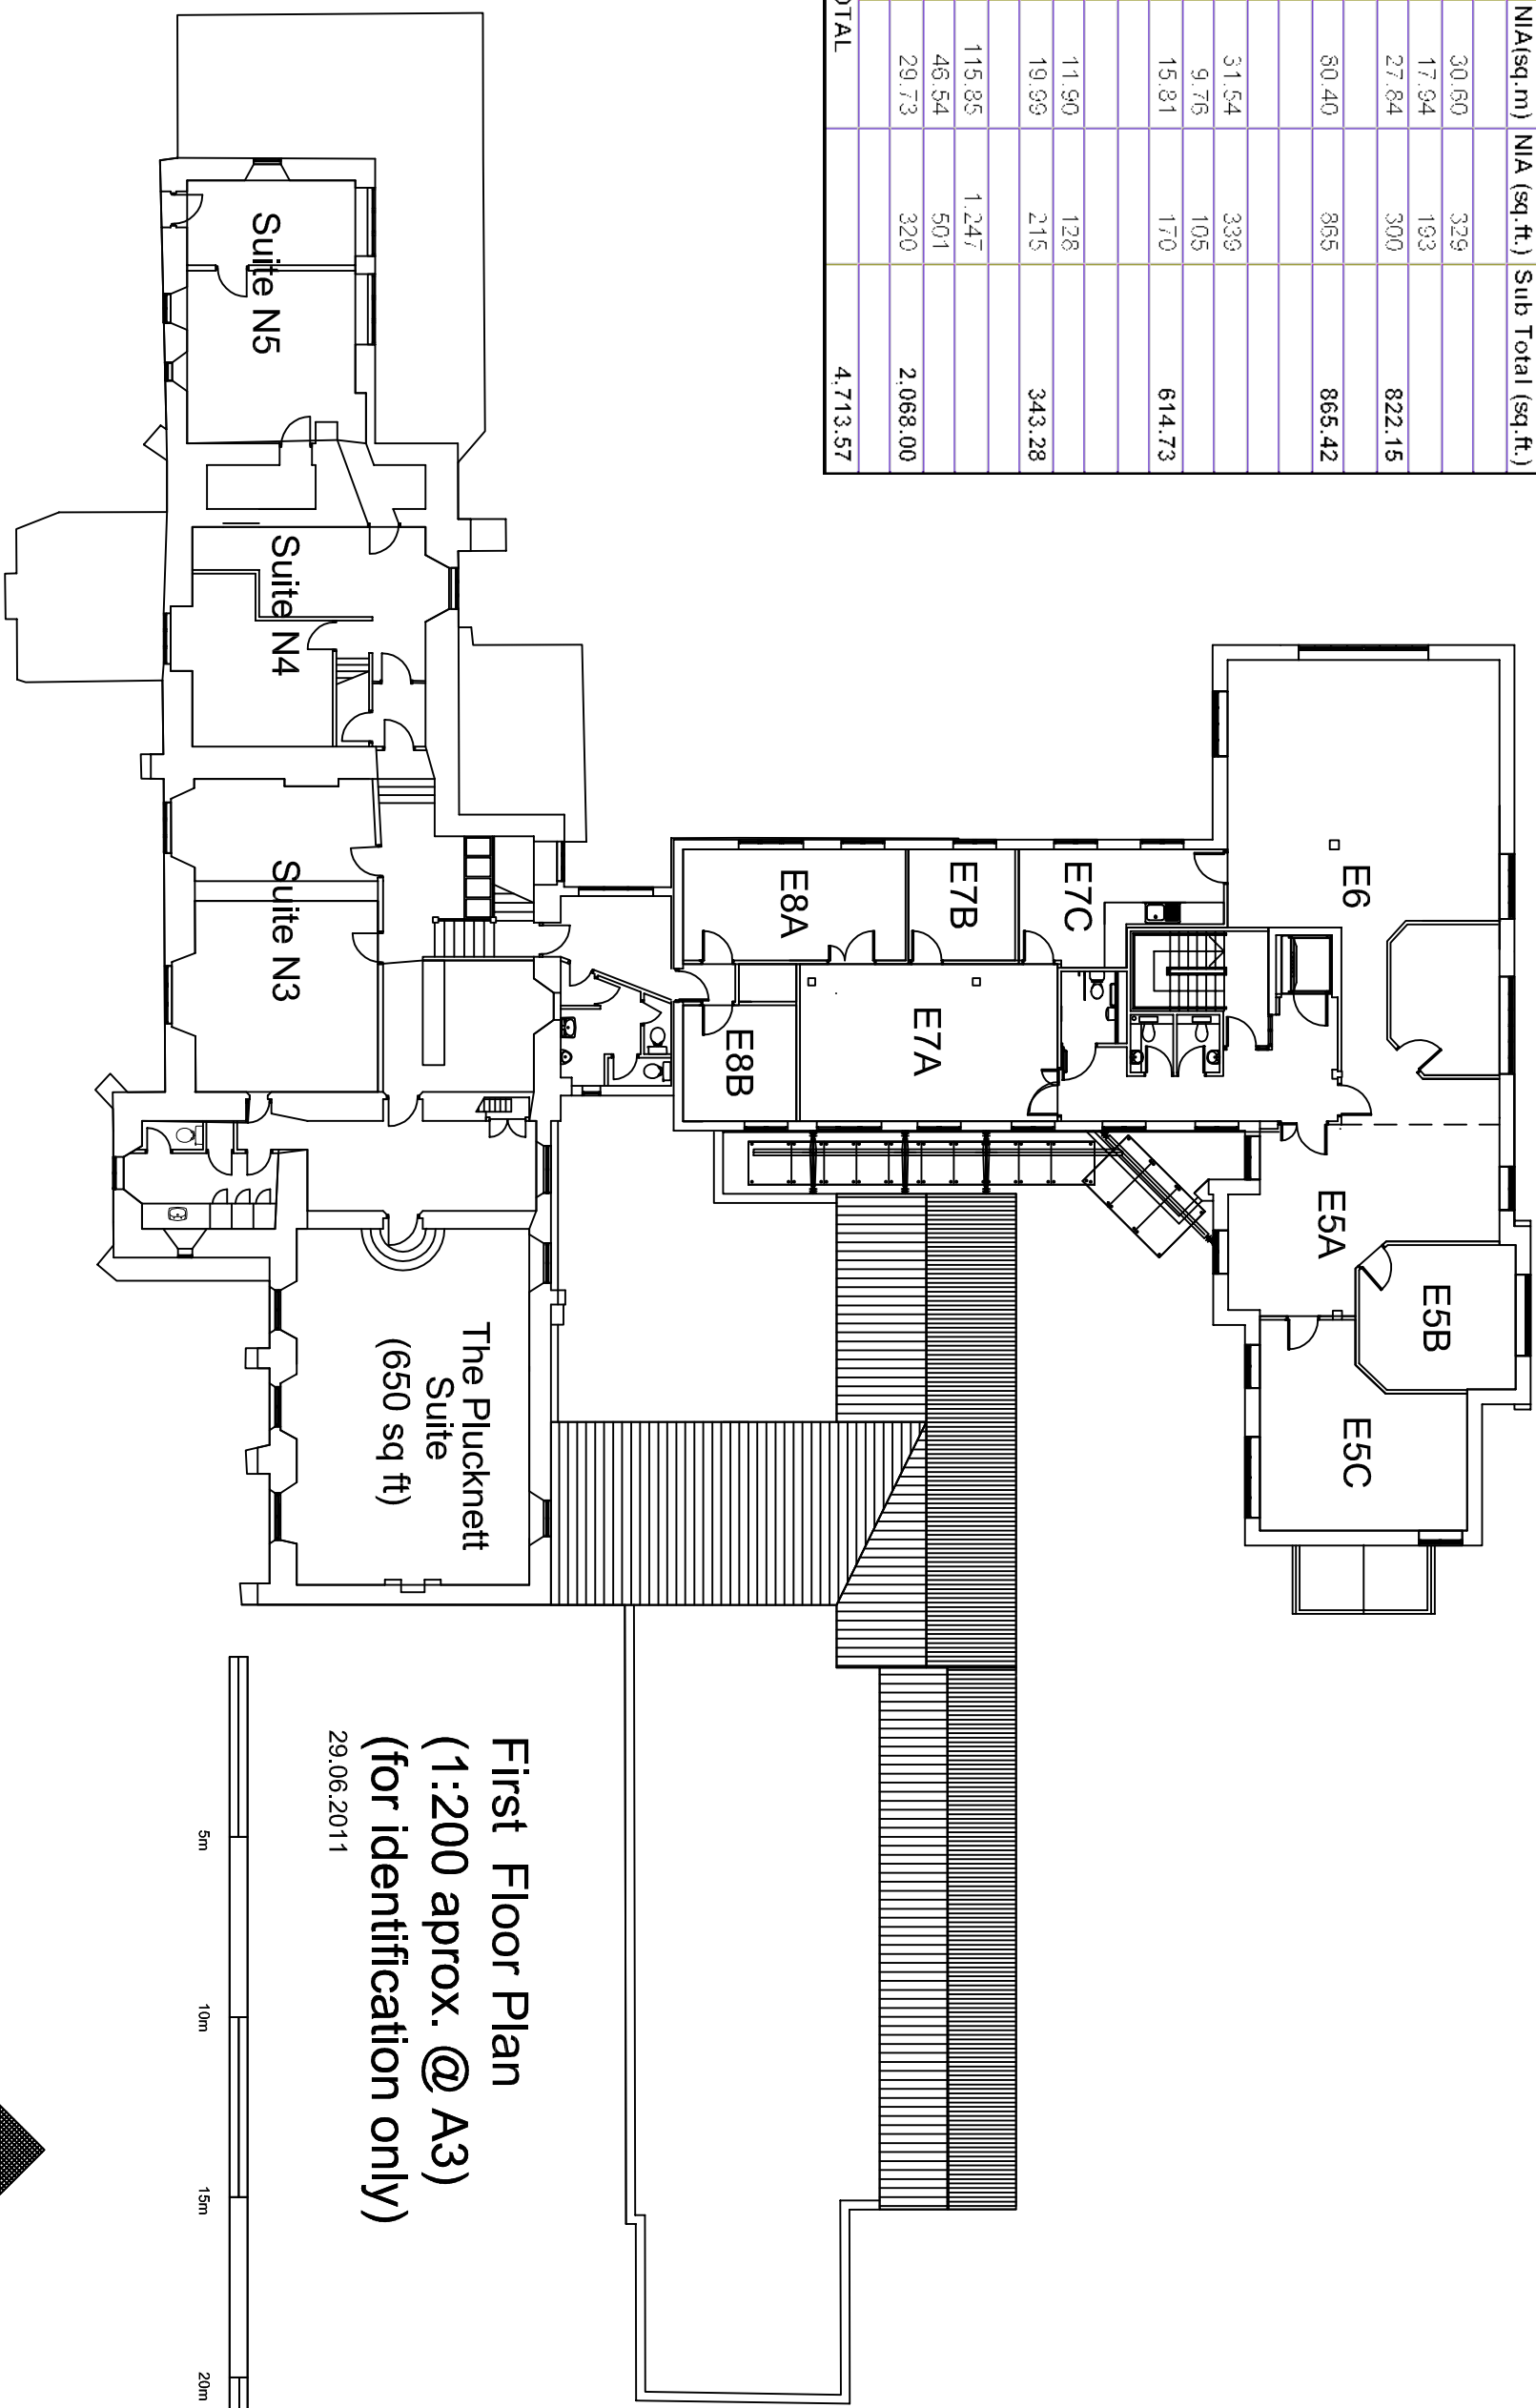 NIA(sq.m) NIA (sq.ft.) Sub Total (sq.ft.)
30.60 329
17.94 193
27.84 300 822.15
80.40 865 865.42
31.54 339
9.76 105
15.81 170 614.73
11.90 128
19.99 215 343.28
115.85 1,247
46.54 501
29.73 320 2,068.00
OTAL 4,713.57
E6
E5A
E5B
E5C
E7C
E7B
E8A
E7A
E8B
Suite N5
Suite N4
Suite N3
The Plucknett
Suite
(650 sq ft)
First Floor Plan
(1:200 aprox. @ A3)
(for identification only)
29.06.2011
5m 10m 15m 20m